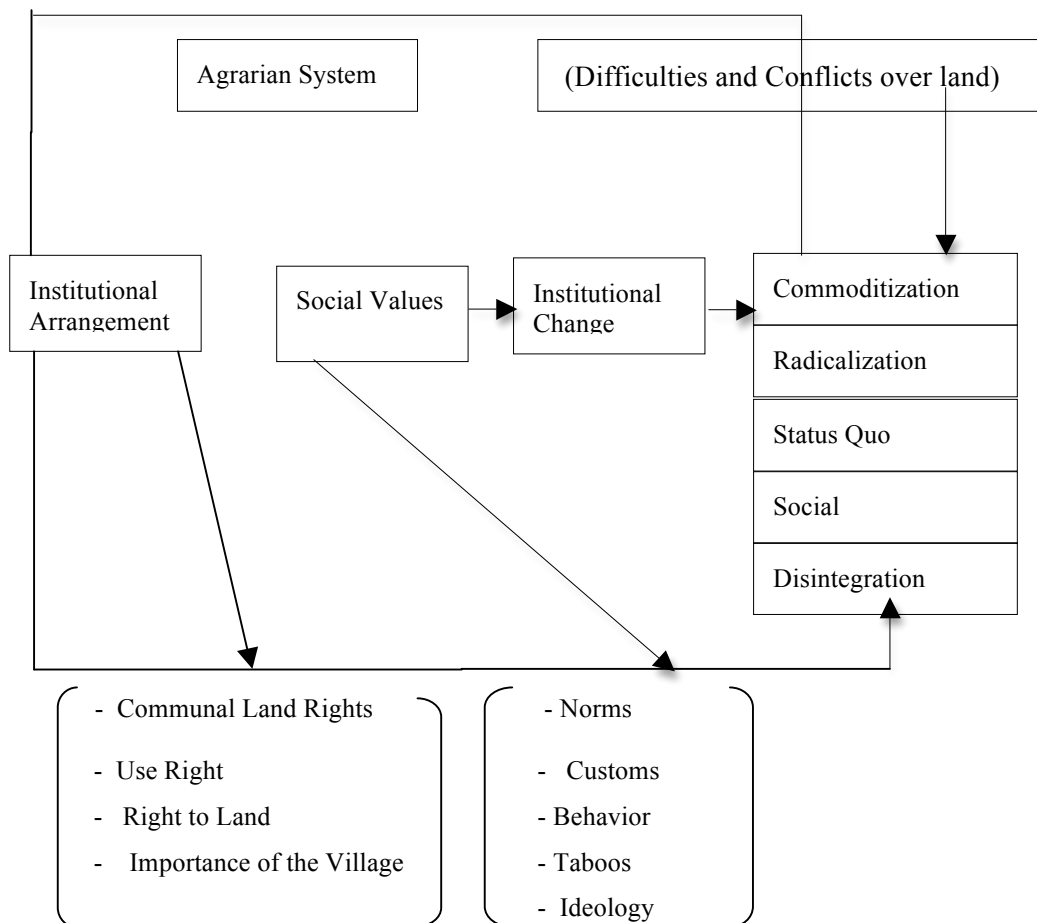 Agrarian System
(Difficulties and Conflicts over land)
Institutional
Arrangement
Social Values
Institutional
Change
Commoditization
Radicalization
Status Quo
Social
Disintegration
- Communal Land Rights
- Use Right
- Right to Land
- Importance of the Village
- Norms
- Customs
- Behavior
- Taboos
- Ideology